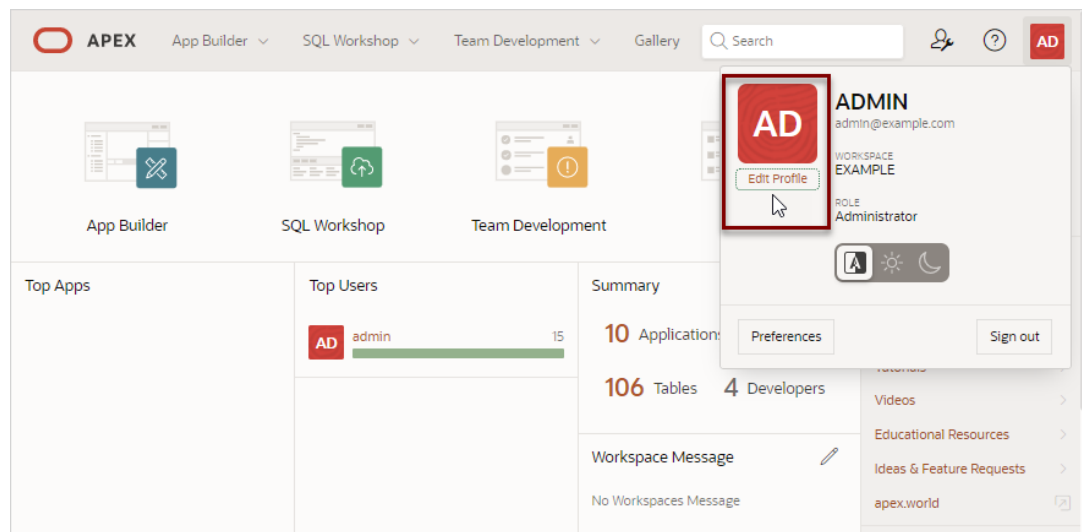 APEX App Builder SQL Workshop Team Development Gallery Search AD
AD
Edit Profile
ADMIN
admin@example.com
WORKSPACE
EXAMPLE
ROLE
Administrator
Preferences Sign out
App Builder SQL Workshop Team Development
Top Apps
Top Users
AD admin 15
Summary
10 Applications
106 Tables 4 Developers
Workspace Message
No Workspaces Message
Tutorials
Videos
Educational Resources
Ideas & Feature Requests
apex.world